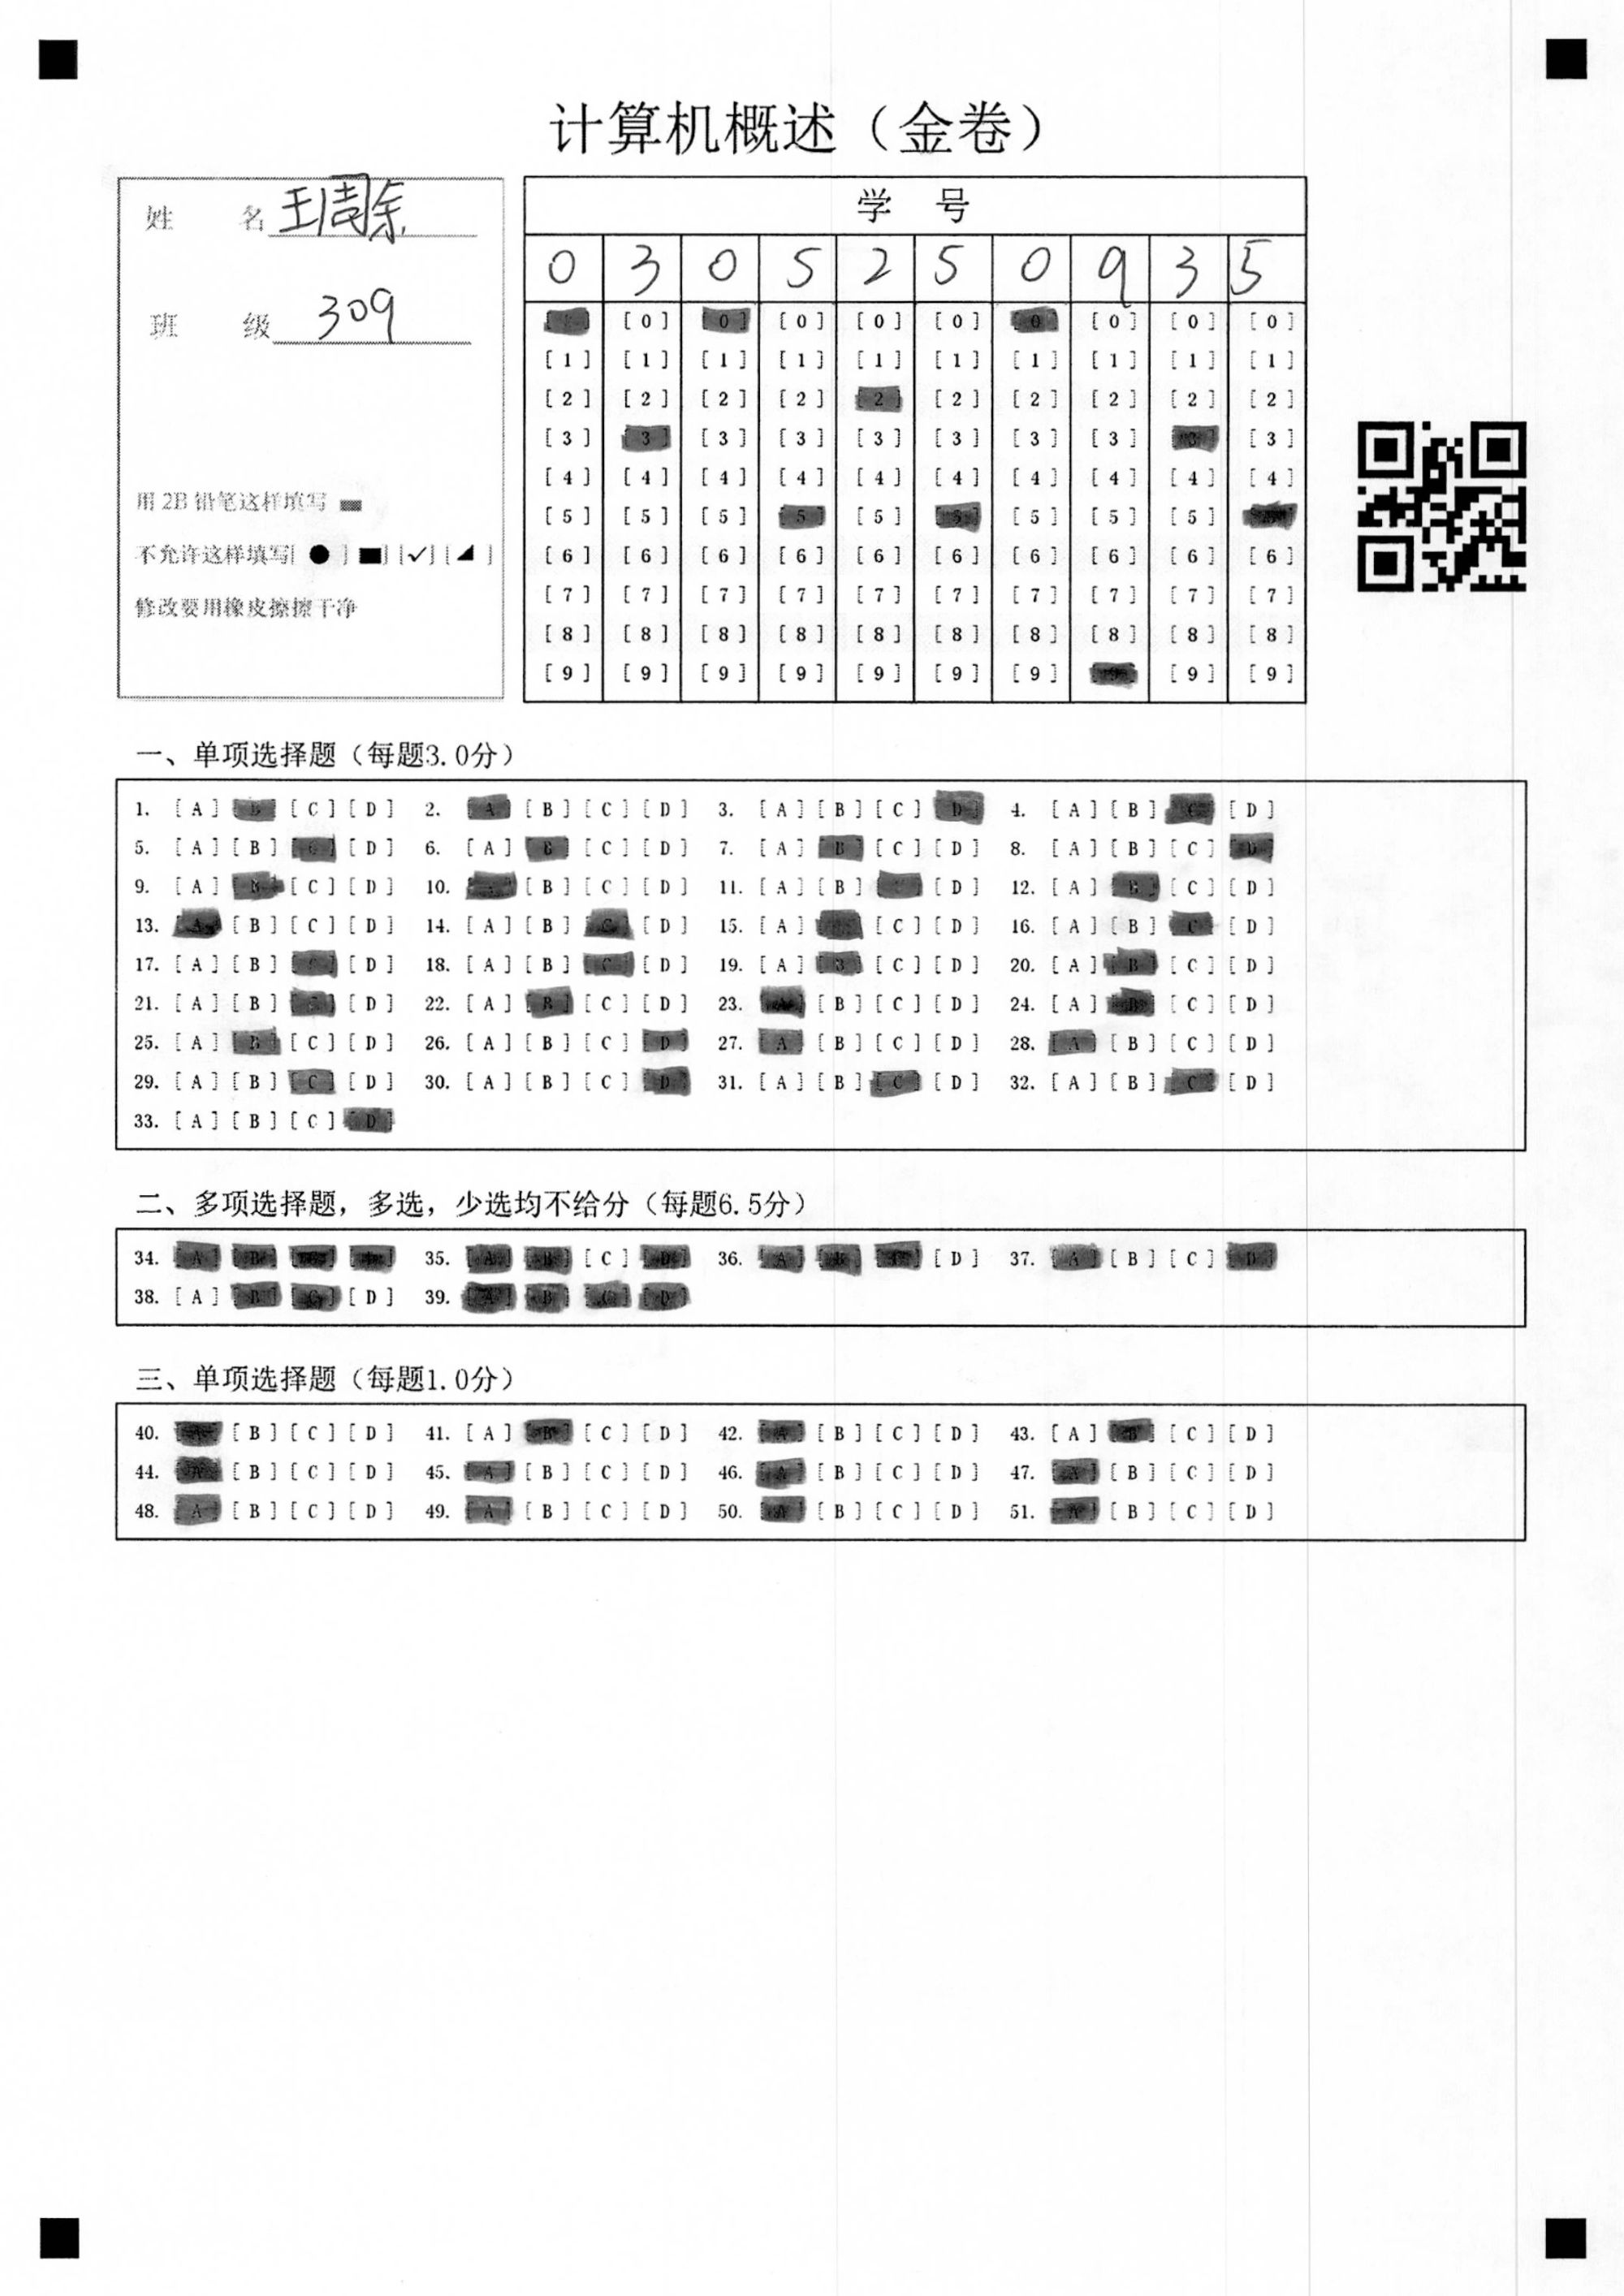 计算机概述（金卷）
姓 名 王周余
班 级 309
用 2B 铅笔这样填写
不允许这样填写[ ● ] [■] [✓] [◢ ]
修改要用橡皮擦擦干净
学 号
0 3 0 5 2 5 0 9 3 5
[0] [0] [0] [0] [0] [0] [0] [0] [0]
[1] [1] [1] [1] [1] [1] [1] [1] [1] [1]
[2] [2] [2] [2] [2] [2] [2] [2] [2] [2]
[3] [3] [3] [3] [3] [3] [3] [3] [3] [3]
[4] [4] [4] [4] [4] [4] [4] [4] [4] [4]
[5] [5] [5] [5] [5] [5] [5] [5] [5] [5]
[6] [6] [6] [6] [6] [6] [6] [6] [6] [6]
[7] [7] [7] [7] [7] [7] [7] [7] [7] [7]
[8] [8] [8] [8] [8] [8] [8] [8] [8] [8]
[9] [9] [9] [9] [9] [9] [9] [9] [9] [9]
一、单项选择题（每题3.0分）
1. [A] [B] [C] [D] 2. [A] [B] [C] [D] 3. [A] [B] [C] [D] 4. [A] [B] [C] [D]
5. [A] [B] [C] [D] 6. [A] [B] [C] [D] 7. [A] [B] [C] [D] 8. [A] [B] [C] [D]
9. [A] [B] [C] [D] 10. [A] [B] [C] [D] 11. [A] [B] [C] [D] 12. [A] [B] [C] [D]
13. [A] [B] [C] [D] 14. [A] [B] [C] [D] 15. [A] [B] [C] [D] 16. [A] [B] [C] [D]
17. [A] [B] [C] [D] 18. [A] [B] [C] [D] 19. [A] [B] [C] [D] 20. [A] [B] [C] [D]
21. [A] [B] [C] [D] 22. [A] [B] [C] [D] 23. [A] [B] [C] [D] 24. [A] [B] [C] [D]
25. [A] [B] [C] [D] 26. [A] [B] [C] [D] 27. [A] [B] [C] [D] 28. [A] [B] [C] [D]
29. [A] [B] [C] [D] 30. [A] [B] [C] [D] 31. [A] [B] [C] [D] 32. [A] [B] [C] [D]
33. [A] [B] [C] [D]
二、多项选择题，多选，少选均不给分（每题6.5分）
34. [A] [B] [C] [D] 35. [A] [B] [C] [D] 36. [A] [B] [C] [D] 37. [A] [B] [C] [D]
38. [A] [B] [C] [D] 39. [A] [B] [C] [D]
三、单项选择题（每题1.0分）
40. [A] [B] [C] [D] 41. [A] [B] [C] [D] 42. [A] [B] [C] [D] 43. [A] [B] [C] [D]
44. [A] [B] [C] [D] 45. [A] [B] [C] [D] 46. [A] [B] [C] [D] 47. [A] [B] [C] [D]
48. [A] [B] [C] [D] 49. [A] [B] [C] [D] 50. [A] [B] [C] [D] 51. [A] [B] [C] [D]